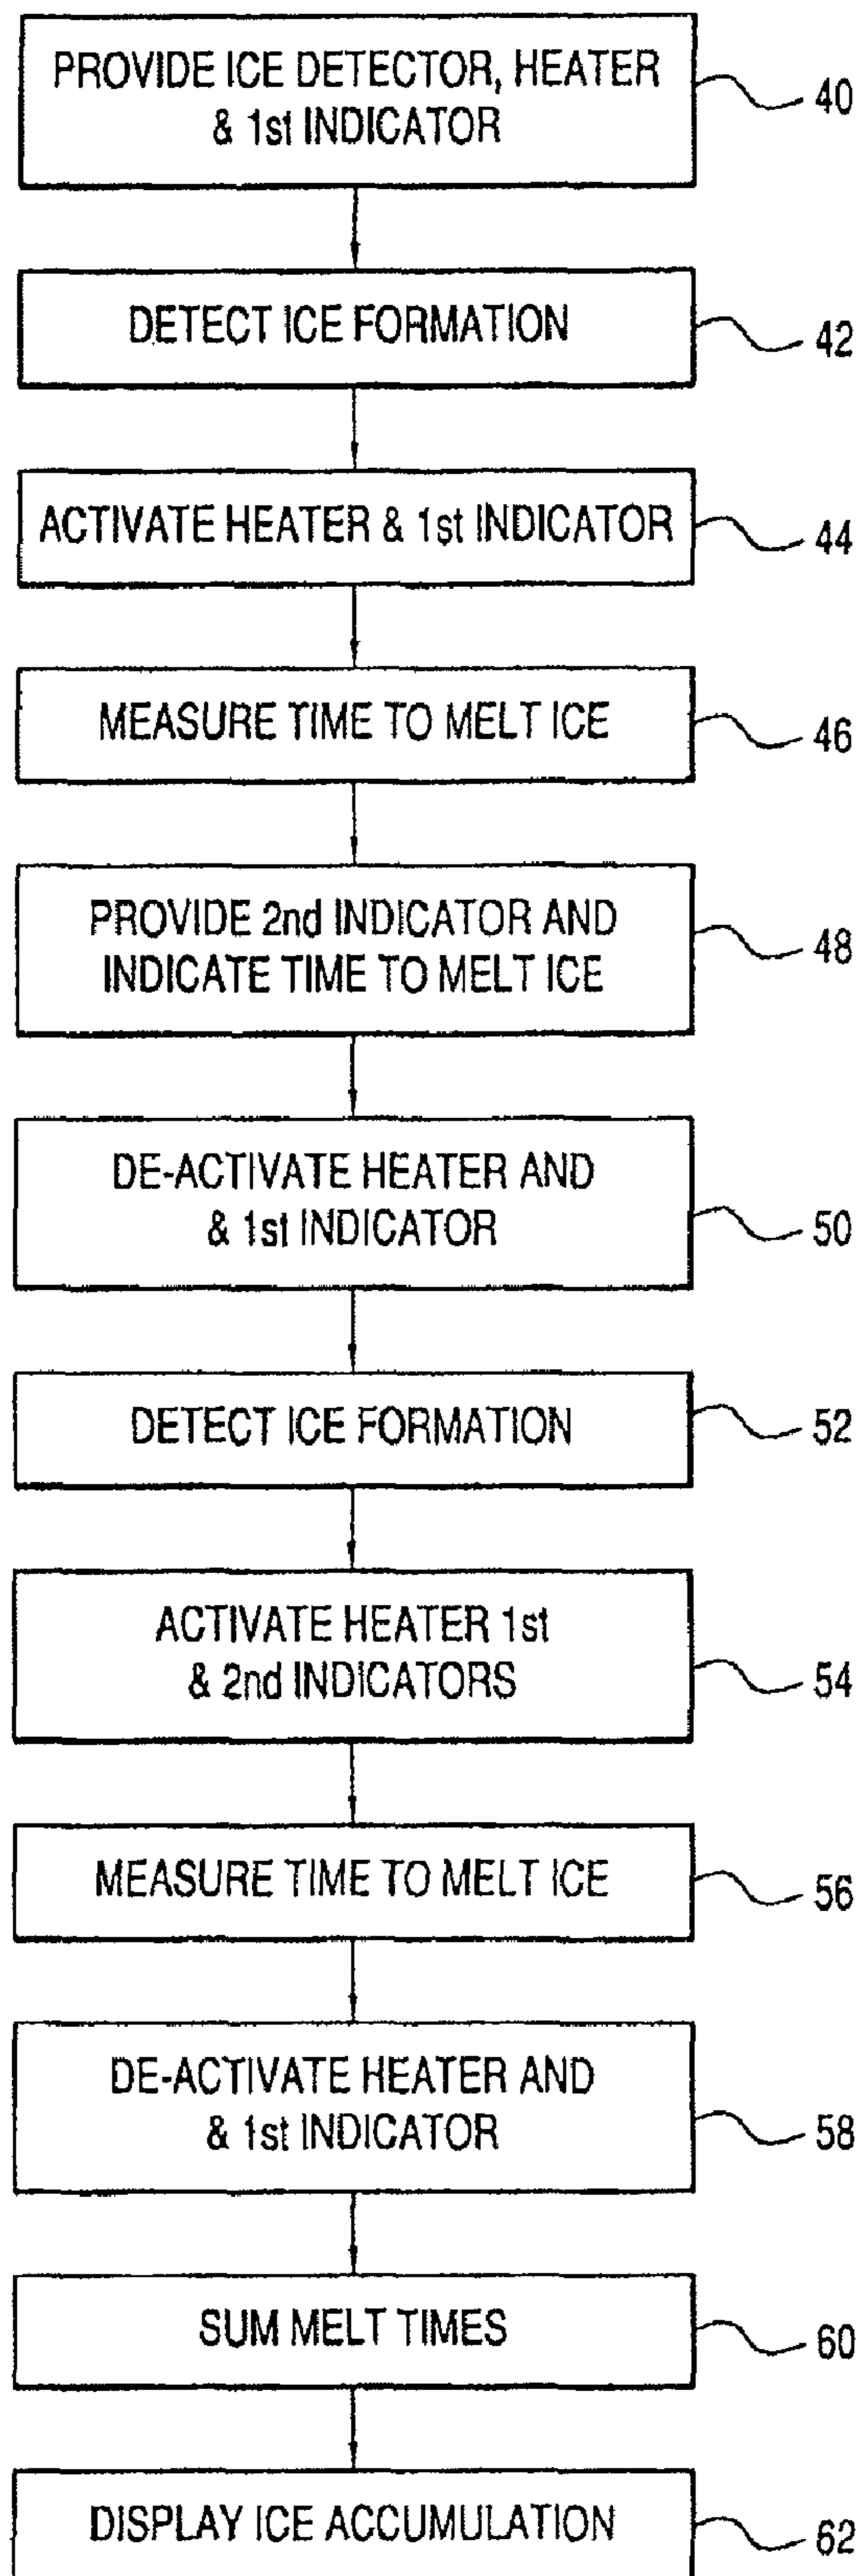 PROVIDE ICE DETECTOR, HEATER
& 1st INDICATOR
40
DETECT ICE FORMATION
42
ACTIVATE HEATER & 1st INDICATOR
44
MEASURE TIME TO MELT ICE
46
PROVIDE 2nd INDICATOR AND
INDICATE TIME TO MELT ICE
48
DE-ACTIVATE HEATER AND
& 1st INDICATOR
50
DETECT ICE FORMATION
52
ACTIVATE HEATER 1st
& 2nd INDICATORS
54
MEASURE TIME TO MELT ICE
56
DE-ACTIVATE HEATER AND
& 1st INDICATOR
58
SUM MELT TIMES
60
DISPLAY ICE ACCUMULATION
62